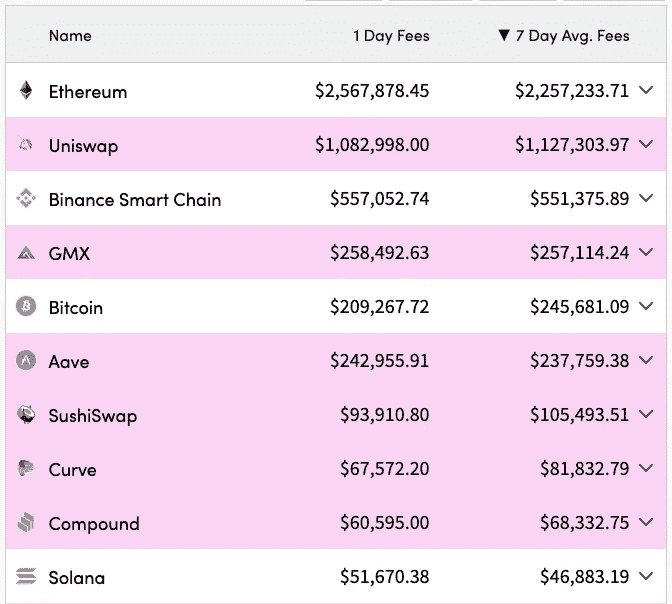 Name 1 Day Fees ▼ 7 Day Avg. Fees
Ethereum $2,567,878.45 $2,257,233.71
Uniswap $1,082,998.00 $1,127,303.97
Binance Smart Chain $557,052.74 $551,375.89
GMX $258,492.63 $257,114.24
Bitcoin $209,267.72 $245,681.09
Aave $242,955.91 $237,759.38
SushiSwap $93,910.80 $105,493.51
Curve $67,572.20 $81,832.79
Compound $60,595.00 $68,332.75
Solana $51,670.38 $46,883.19